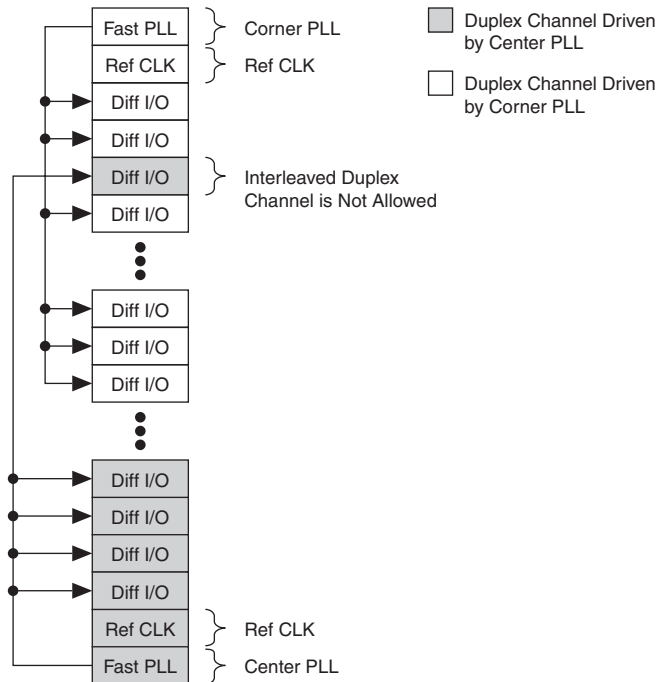 Fast PLL
Corner PLL
Duplex Channel Driven
by Center PLL
Ref CLK
Ref CLK
Duplex Channel Driven
by Corner PLL
Diff I/O
Diff I/O
Diff I/O
Interleaved Duplex
Channel is Not Allowed
Diff I/O
Diff I/O
Diff I/O
Diff I/O
Diff I/O
Diff I/O
Diff I/O
Diff I/O
Ref CLK
Ref CLK
Fast PLL
Center PLL